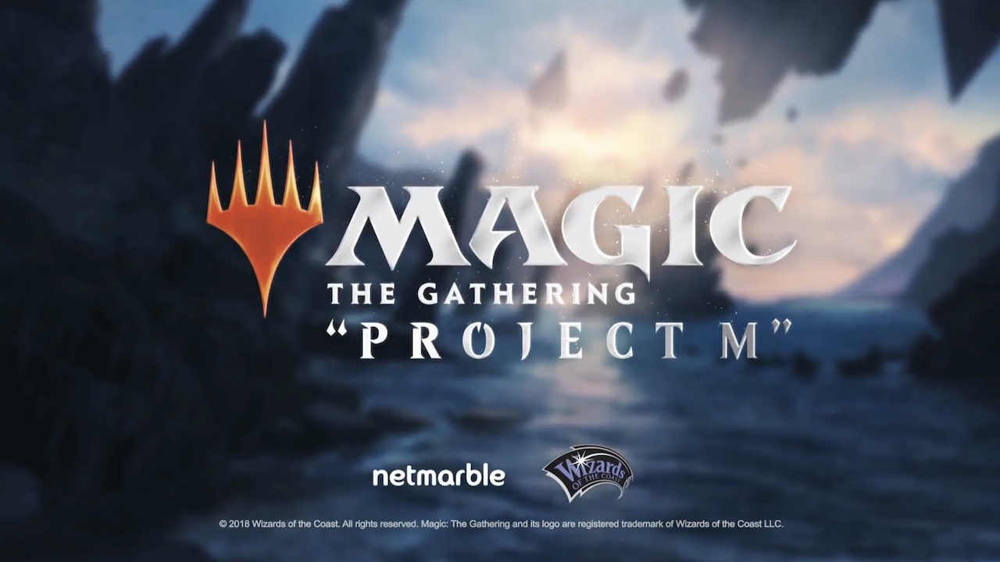 MAGIC
THE GATHERING
“PROJECT M”
netmarble
Wizards
OF THE COAST
© 2018 Wizards of the Coast. All rights reserved. Magic: The Gathering and its logo are registered trademark of Wizards of the Coast LLC.